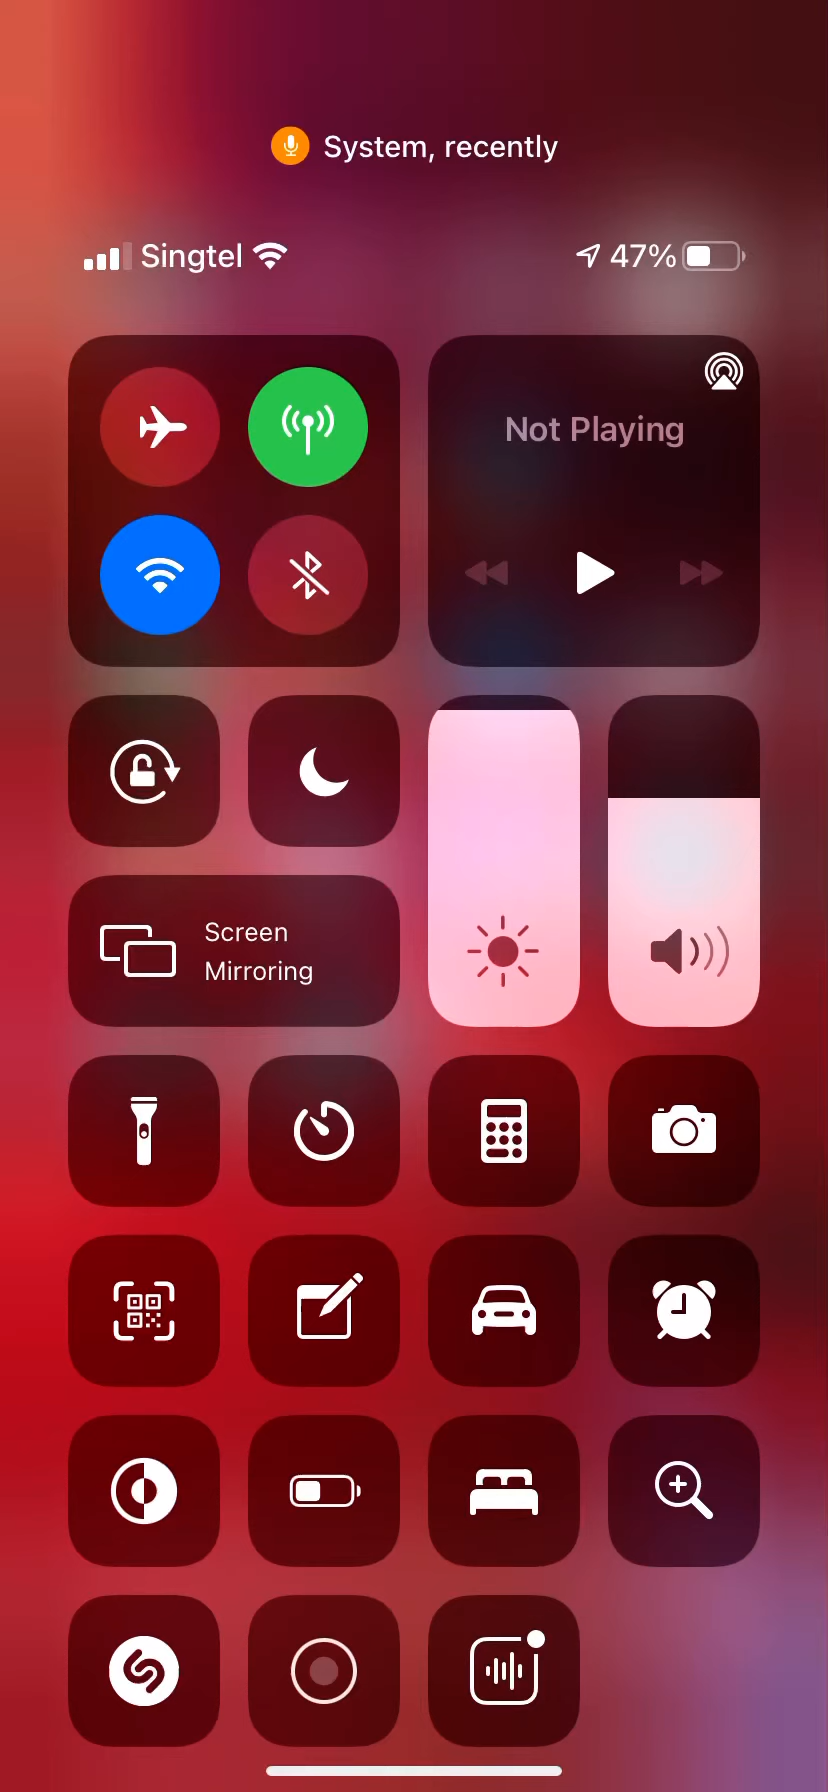 System, recently
Singtel 47%
Not Playing
Screen
Mirroring